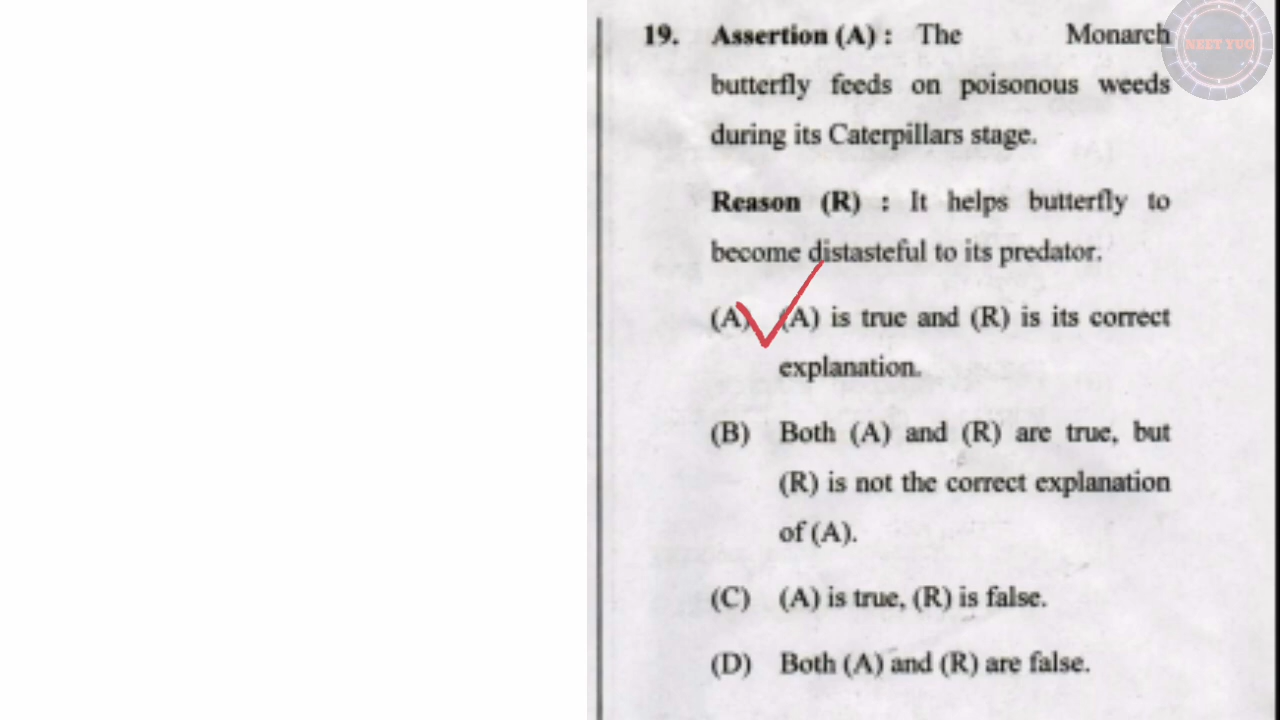 19. Assertion (A) : The Monarch
butterfly feeds on poisonous weeds
during its Caterpillars stage.
Reason (R) : It helps butterfly to
become distasteful to its predator.
(A) (A) is true and (R) is its correct
explanation.
(B) Both (A) and (R) are true, but
(R) is not the correct explanation
of (A).
(C) (A) is true, (R) is false.
(D) Both (A) and (R) are false.
NEET YUG